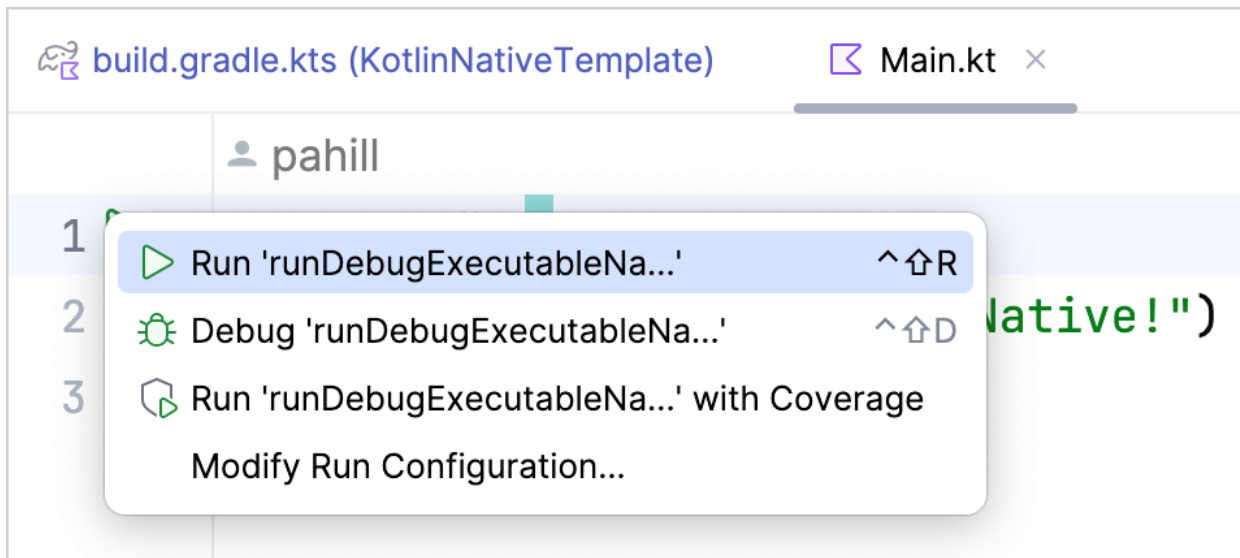 build.gradle.kts (KotlinNativeTemplate) Main.kt ×
pahill
1
Run 'runDebugExecutableNa...' ^⇧R
2 Native!")
Debug 'runDebugExecutableNa...' ^⇧D
3
Run 'runDebugExecutableNa...' with Coverage
Modify Run Configuration...